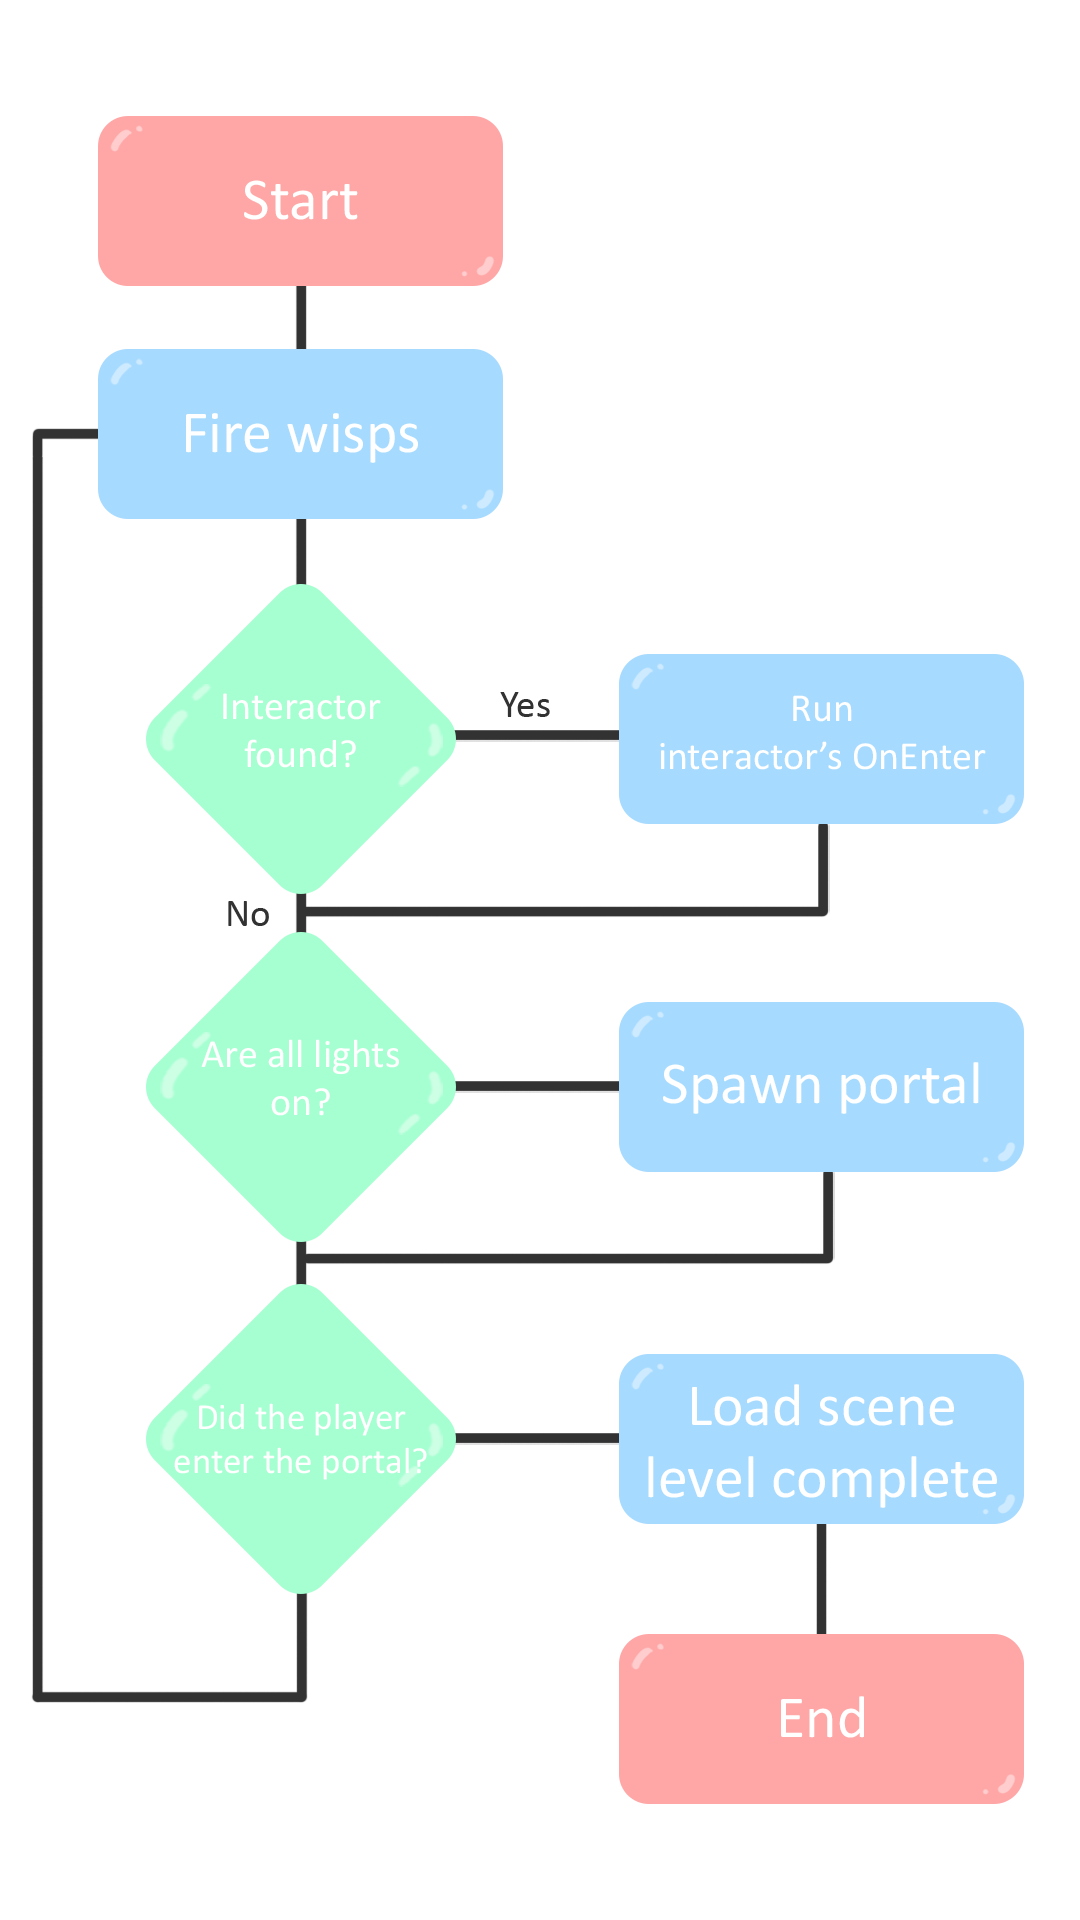 Start
Fire wisps
Interactor
found?
Yes
Run
interactor’s OnEnter
No
Are all lights
on?
Spawn portal
Did the player
enter the portal?
Load scene
level complete
End